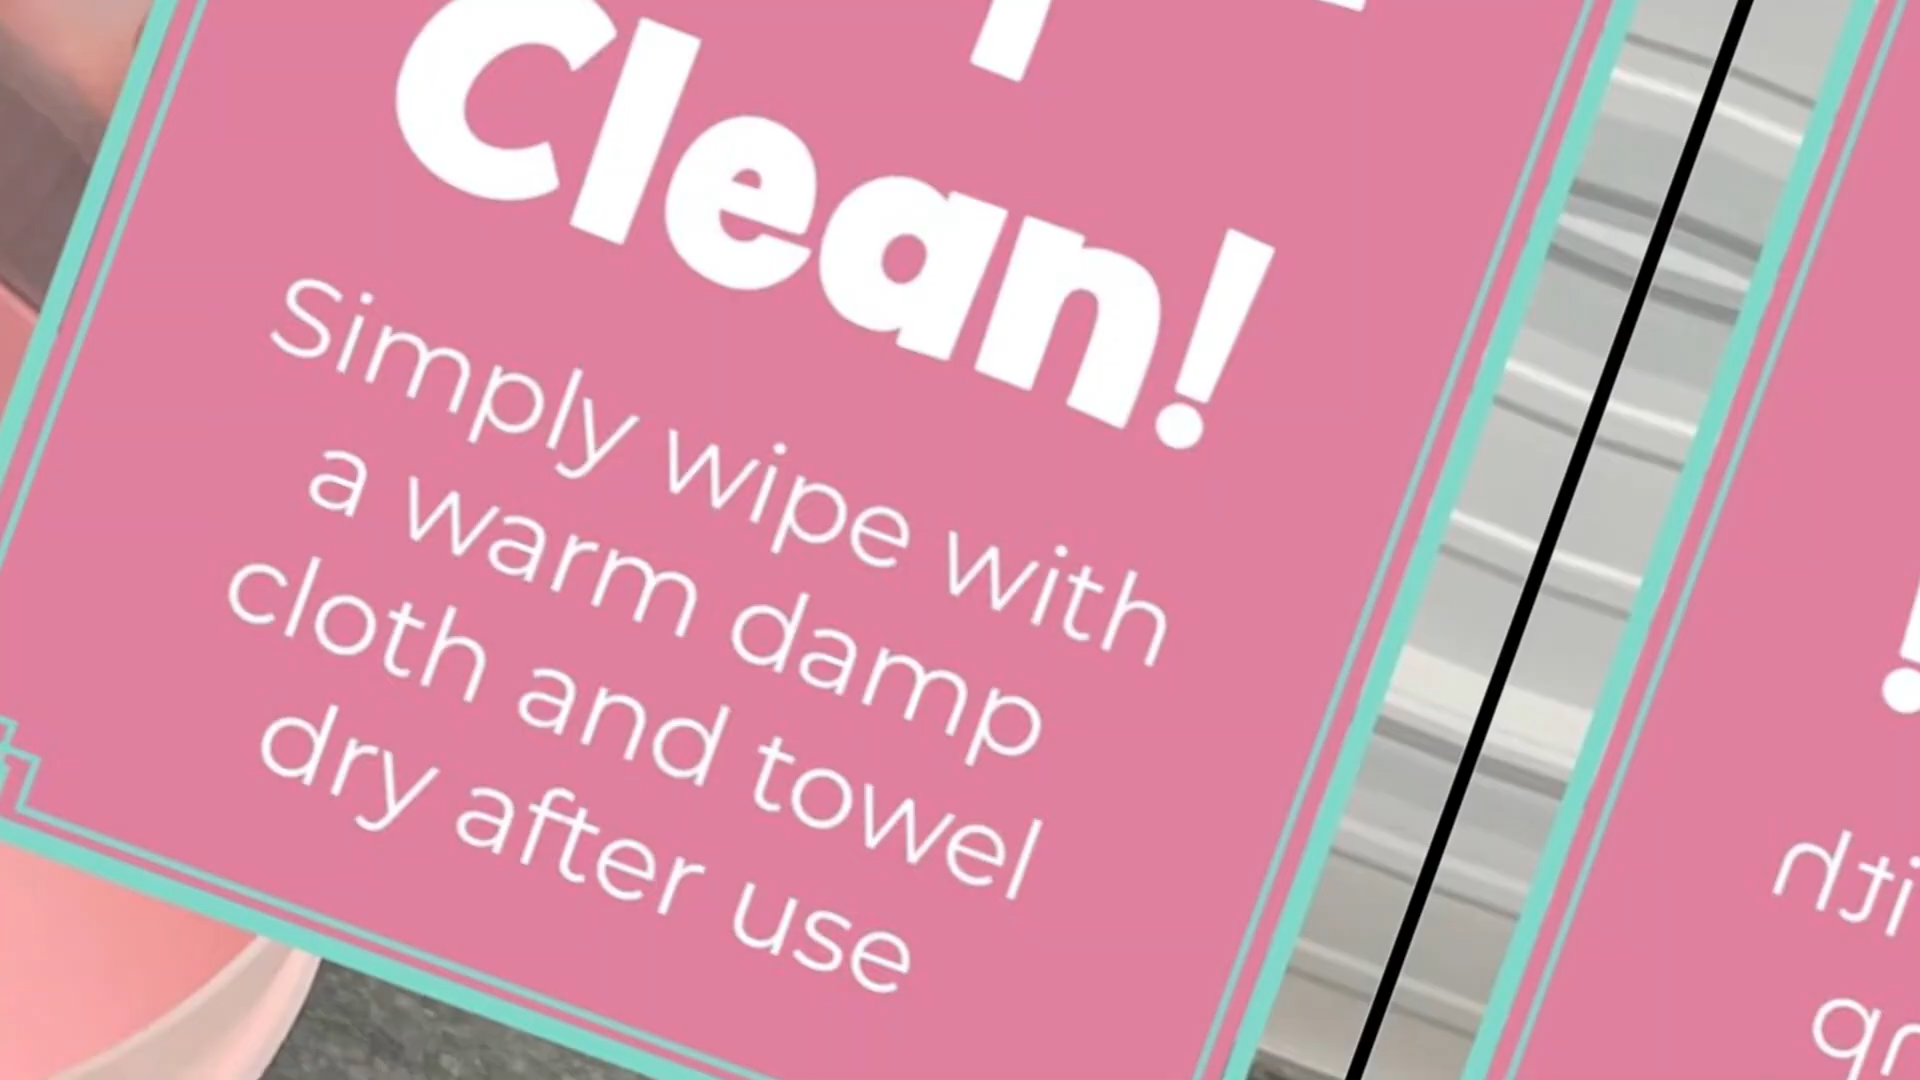 Clean!
Simply wipe with
a warm damp
cloth and towel
dry after use